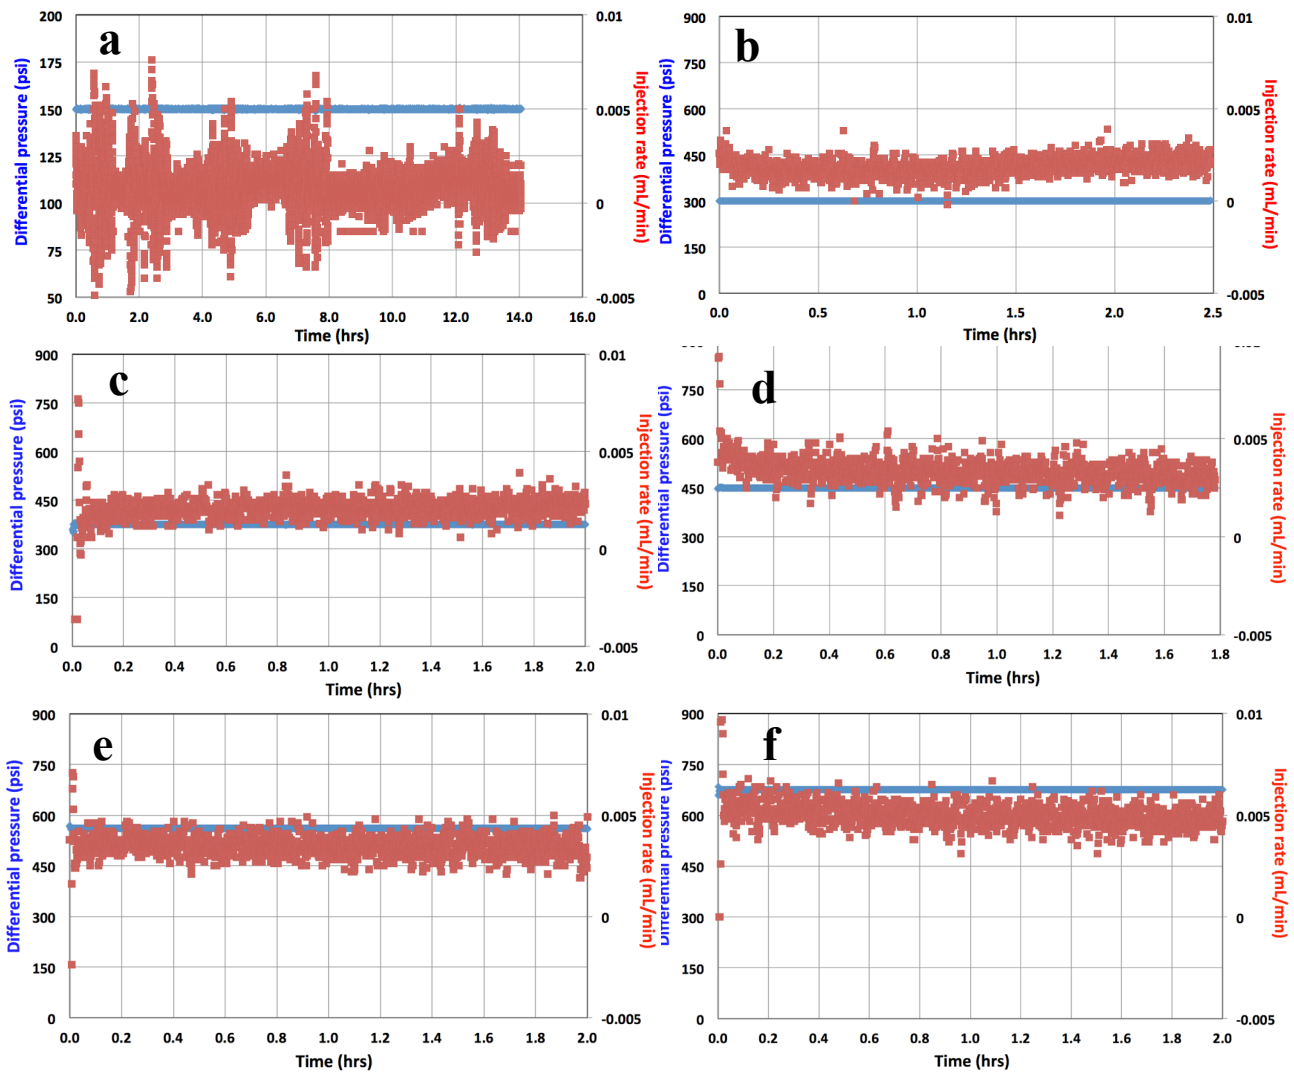 a
200
175
150
125
100
75
50
0.01
0.005
0
-0.005
Differential pressure (psi)
Injection rate (mL/min)
0.0 2.0 4.0 6.0 8.0 10.0 12.0 14.0 16.0
Time (hrs)
b
900
750
600
450
300
150
0
0.01
0.005
0
-0.005
Differential pressure (psi)
Injection rate (mL/min)
0.0 0.5 1.0 1.5 2.0 2.5
Time (hrs)
c
900
750
600
450
300
150
0
0.01
0.005
0
-0.005
Differential pressure (psi)
Injection rate (mL/min)
0.0 0.2 0.4 0.6 0.8 1.0 1.2 1.4 1.6 1.8 2.0
Time (hrs)
d
750
600
450
300
150
0
0.005
0
-0.005
Differential pressure (psi)
Injection rate (mL/min)
0.0 0.2 0.4 0.6 0.8 1.0 1.2 1.4 1.6 1.8
Time (hrs)
e
900
750
600
450
300
150
0
0.01
0.005
0
-0.005
Differential pressure (psi)
Injection rate (mL/min)
0.0 0.2 0.4 0.6 0.8 1.0 1.2 1.4 1.6 1.8 2.0
Time (hrs)
f
900
750
600
450
300
150
0
0.01
0.005
0
-0.005
Differential pressure (psi)
Injection rate (mL/min)
0.0 0.2 0.4 0.6 0.8 1.0 1.2 1.4 1.6 1.8 2.0
Time (hrs)